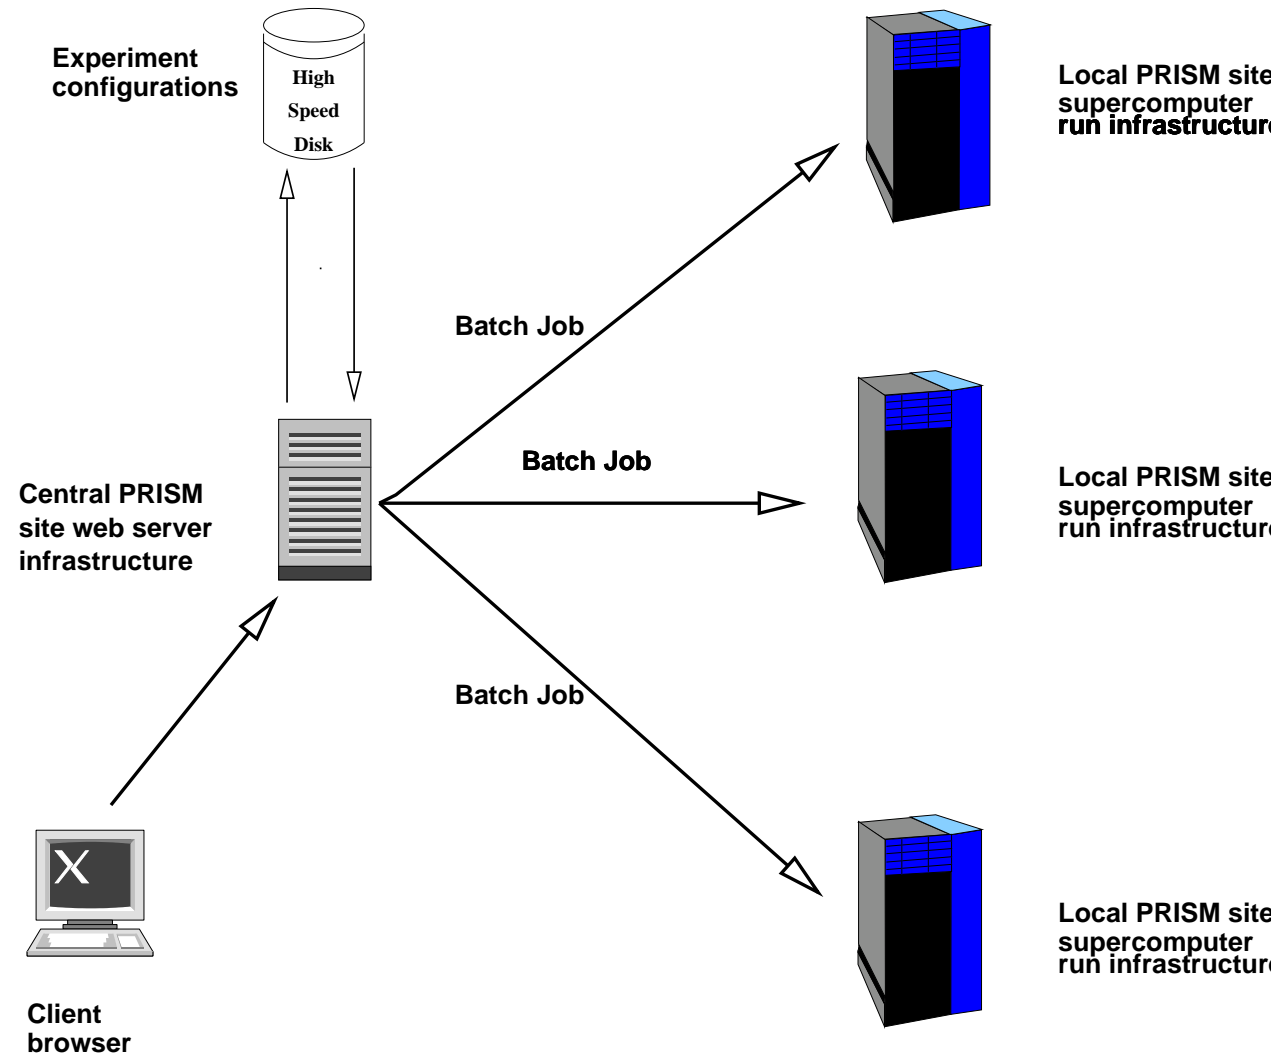 Experiment
configurations
High
Speed
Disk
Local PRISM site
supercomputer
run infrastructure
Batch Job
Batch Job
Central PRISM
site web server
infrastructure
Local PRISM site
supercomputer
run infrastructure
Batch Job
X
Local PRISM site
supercomputer
run infrastructure
Client
browser